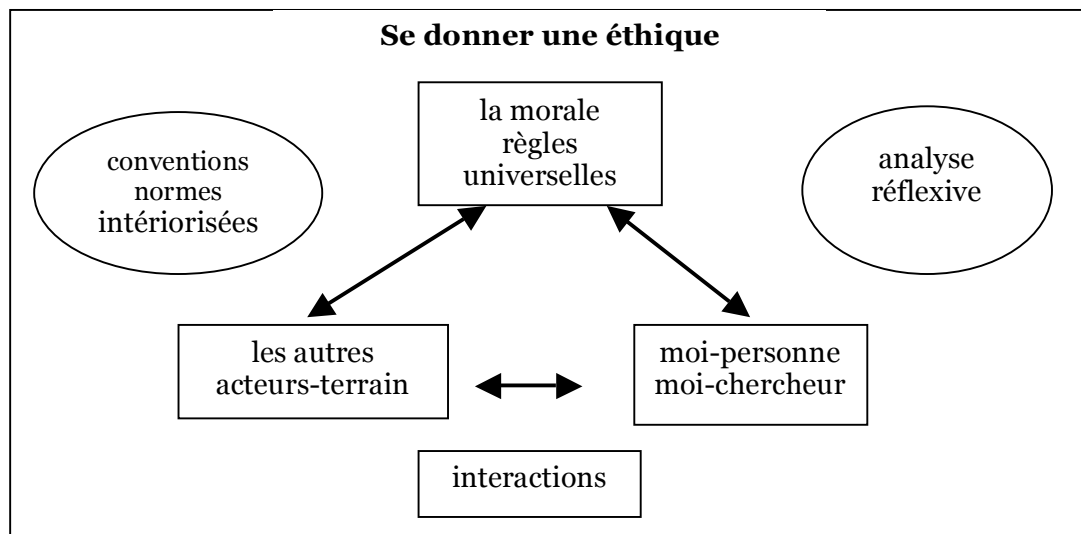 Se donner une éthique
la morale
règles
universelles
conventions
normes
intériorisées
analyse
réflexive
les autres
acteurs-terrain
moi-personne
moi-chercheur
interactions